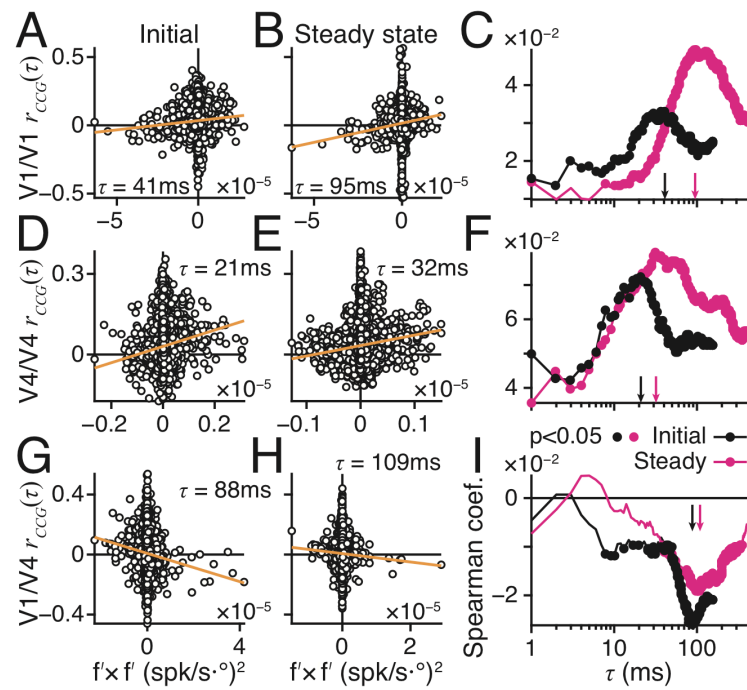 A Initial B Steady state C
V1/V1 r_CCG(τ)
0.5
0
−0.5
τ = 41ms ×10⁻⁵
−5 0
τ = 95ms ×10⁻⁵
−5 0
×10⁻²
4
2
D E F
V4/V4 r_CCG(τ)
0.3
0
τ = 21ms
×10⁻⁵
−0.2 0 0.2
τ = 32ms
×10⁻⁵
−0.1 0 0.1
×10⁻²
8
6
4
p<0.05 Initial
Steady
G H I
V1/V4 r_CCG(τ)
0.4
0
−0.4
τ = 88ms
×10⁻⁵
0 2 4
f′× f′ (spk/s·°)²
τ = 109ms
×10⁻⁵
0 2
f′× f′ (spk/s·°)²
Spearman coef.
×10⁻²
0
−2
1 10 100
τ (ms)